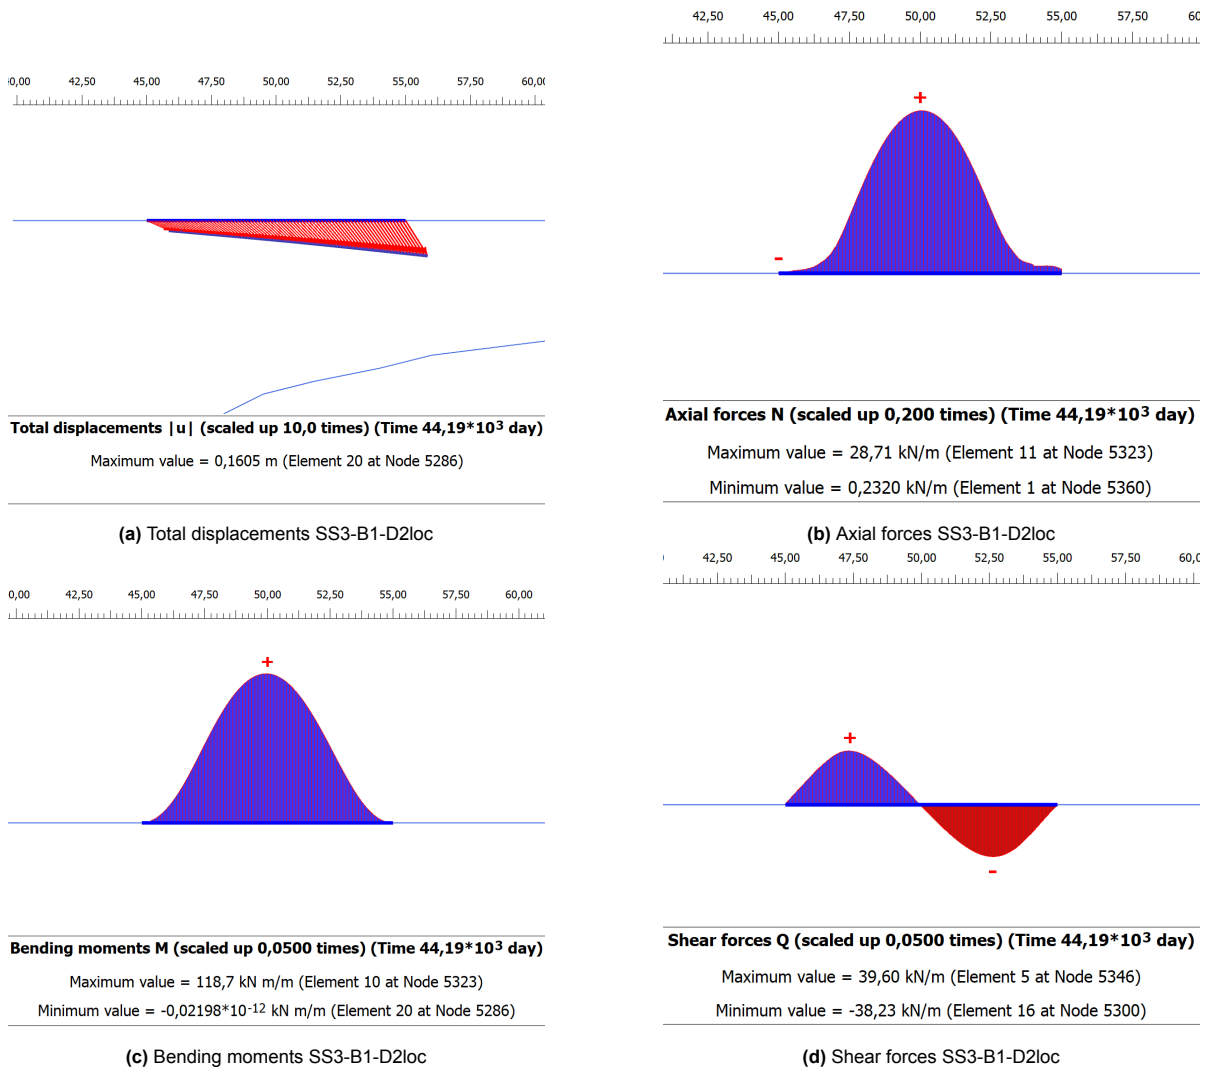 00,00 42,50 45,00 47,50 50,00 52,50 55,00 57,50 60,00
Total displacements |u| (scaled up 10,0 times) (Time 44,19*10³ day)
Maximum value = 0,1605 m (Element 20 at Node 5286)
(a) Total displacements SS3-B1-D2loc
42,50 45,00 47,50 50,00 52,50 55,00 57,50 60
+
-
Axial forces N (scaled up 0,200 times) (Time 44,19*10³ day)
Maximum value = 28,71 kN/m (Element 11 at Node 5323)
Minimum value = 0,2320 kN/m (Element 1 at Node 5360)
(b) Axial forces SS3-B1-D2loc
0,00 42,50 45,00 47,50 50,00 52,50 55,00 57,50 60,00
+
Bending moments M (scaled up 0,0500 times) (Time 44,19*10³ day)
Maximum value = 118,7 kN m/m (Element 10 at Node 5323)
Minimum value = -0,02198*10⁻¹² kN m/m (Element 20 at Node 5286)
(c) Bending moments SS3-B1-D2loc
42,50 45,00 47,50 50,00 52,50 55,00 57,50 60,0
+
-
Shear forces Q (scaled up 0,0500 times) (Time 44,19*10³ day)
Maximum value = 39,60 kN/m (Element 5 at Node 5346)
Minimum value = -38,23 kN/m (Element 16 at Node 5300)
(d) Shear forces SS3-B1-D2loc